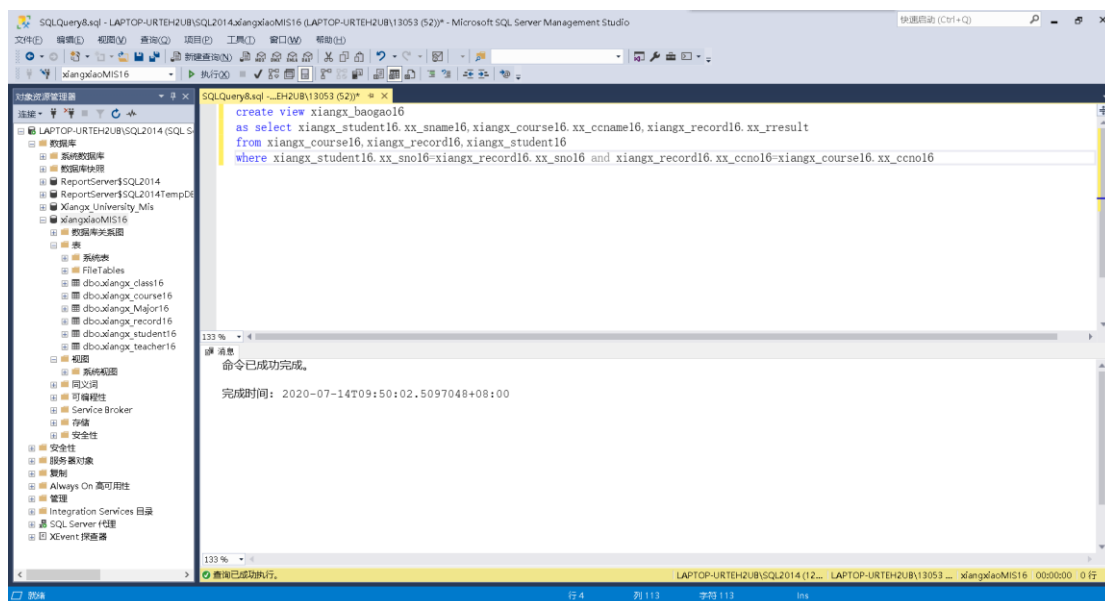 SQLQuery8.sql - LAPTOP-URTEH2UB\SQL2014.xiangxiaoMIS16 (LAPTOP-URTEH2UB\13053 (52))* - Microsoft SQL Server Management Studio
快速启动 (Ctrl+Q)
文件(F) 编辑(E) 视图(V) 查询(Q) 项目(P) 工具(T) 窗口(W) 帮助(H)
新建查询(N)
xiangxiaoMIS16
执行(X)
对象资源管理器
连接
LAPTOP-URTEH2UB\SQL2014 (SQL S
数据库
系统数据库
数据库快照
ReportServer$SQL2014
ReportServer$SQL2014TempDB
Xiangx_University_Mis
xiangxiaoMIS16
数据库关系图
表
系统表
FileTables
dbo.xiangx_class16
dbo.xiangx_course16
dbo.xiangx_Major16
dbo.xiangx_record16
dbo.xiangx_student16
dbo.xiangx_teacher16
视图
系统视图
同义词
可编程性
Service Broker
存储
安全性
安全性
服务器对象
复制
Always On 高可用性
管理
Integration Services 目录
SQL Server 代理
XEvent 探查器
SQLQuery8.sql -...EH2UB\13053 (52))*
create view xiangx_baogao16
as select xiangx_student16.xx_sname16,xiangx_course16.xx_ccname16,xiangx_record16.xx_rresult
from xiangx_course16,xiangx_record16,xiangx_student16
where xiangx_student16.xx_sno16=xiangx_record16.xx_sno16 and xiangx_record16.xx_ccno16=xiangx_course16.xx_ccno16
133 %
消息
命令已成功完成。
完成时间: 2020-07-14T09:50:02.5097048+08:00
133 %
查询已成功执行。
LAPTOP-URTEH2UB\SQL2014 (12... LAPTOP-URTEH2UB\13053 ... xiangxiaoMIS16 00:00:00 0 行
就绪
行 4 列 113 字符 113 Ins